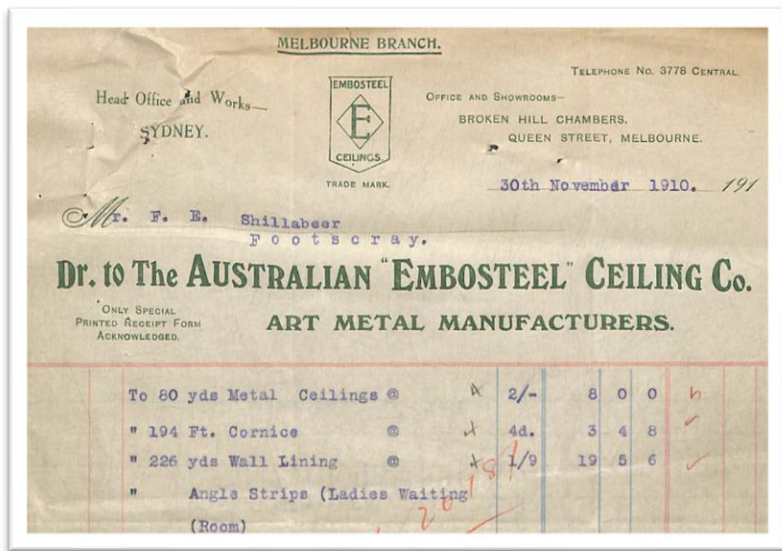 MELBOURNE BRANCH.
TELEPHONE NO. 3778 CENTRAL.
Head Office and Works—
SYDNEY.
EMBOSTEEL
E
CEILINGS
TRADE MARK.
OFFICE AND SHOWROOMS—
BROKEN HILL CHAMBERS,
QUEEN STREET, MELBOURNE.
30th November 1910. 191
Mr. F. E. Shillabeer
Footscray.
Dr. to The AUSTRALIAN "EMBOSTEEL" CEILING Co.
ONLY SPECIAL
PRINTED RECEIPT FORM
ACKNOWLEDGED.
ART METAL MANUFACTURERS.
To 80 yds Metal Ceilings @ 2/- 8 0 0
" 194 Ft. Cornice @ 4d. 3 4 8
" 226 yds Wall Lining @ 1/9 19 5 6
" Angle Strips (Ladies Waiting
(Room)